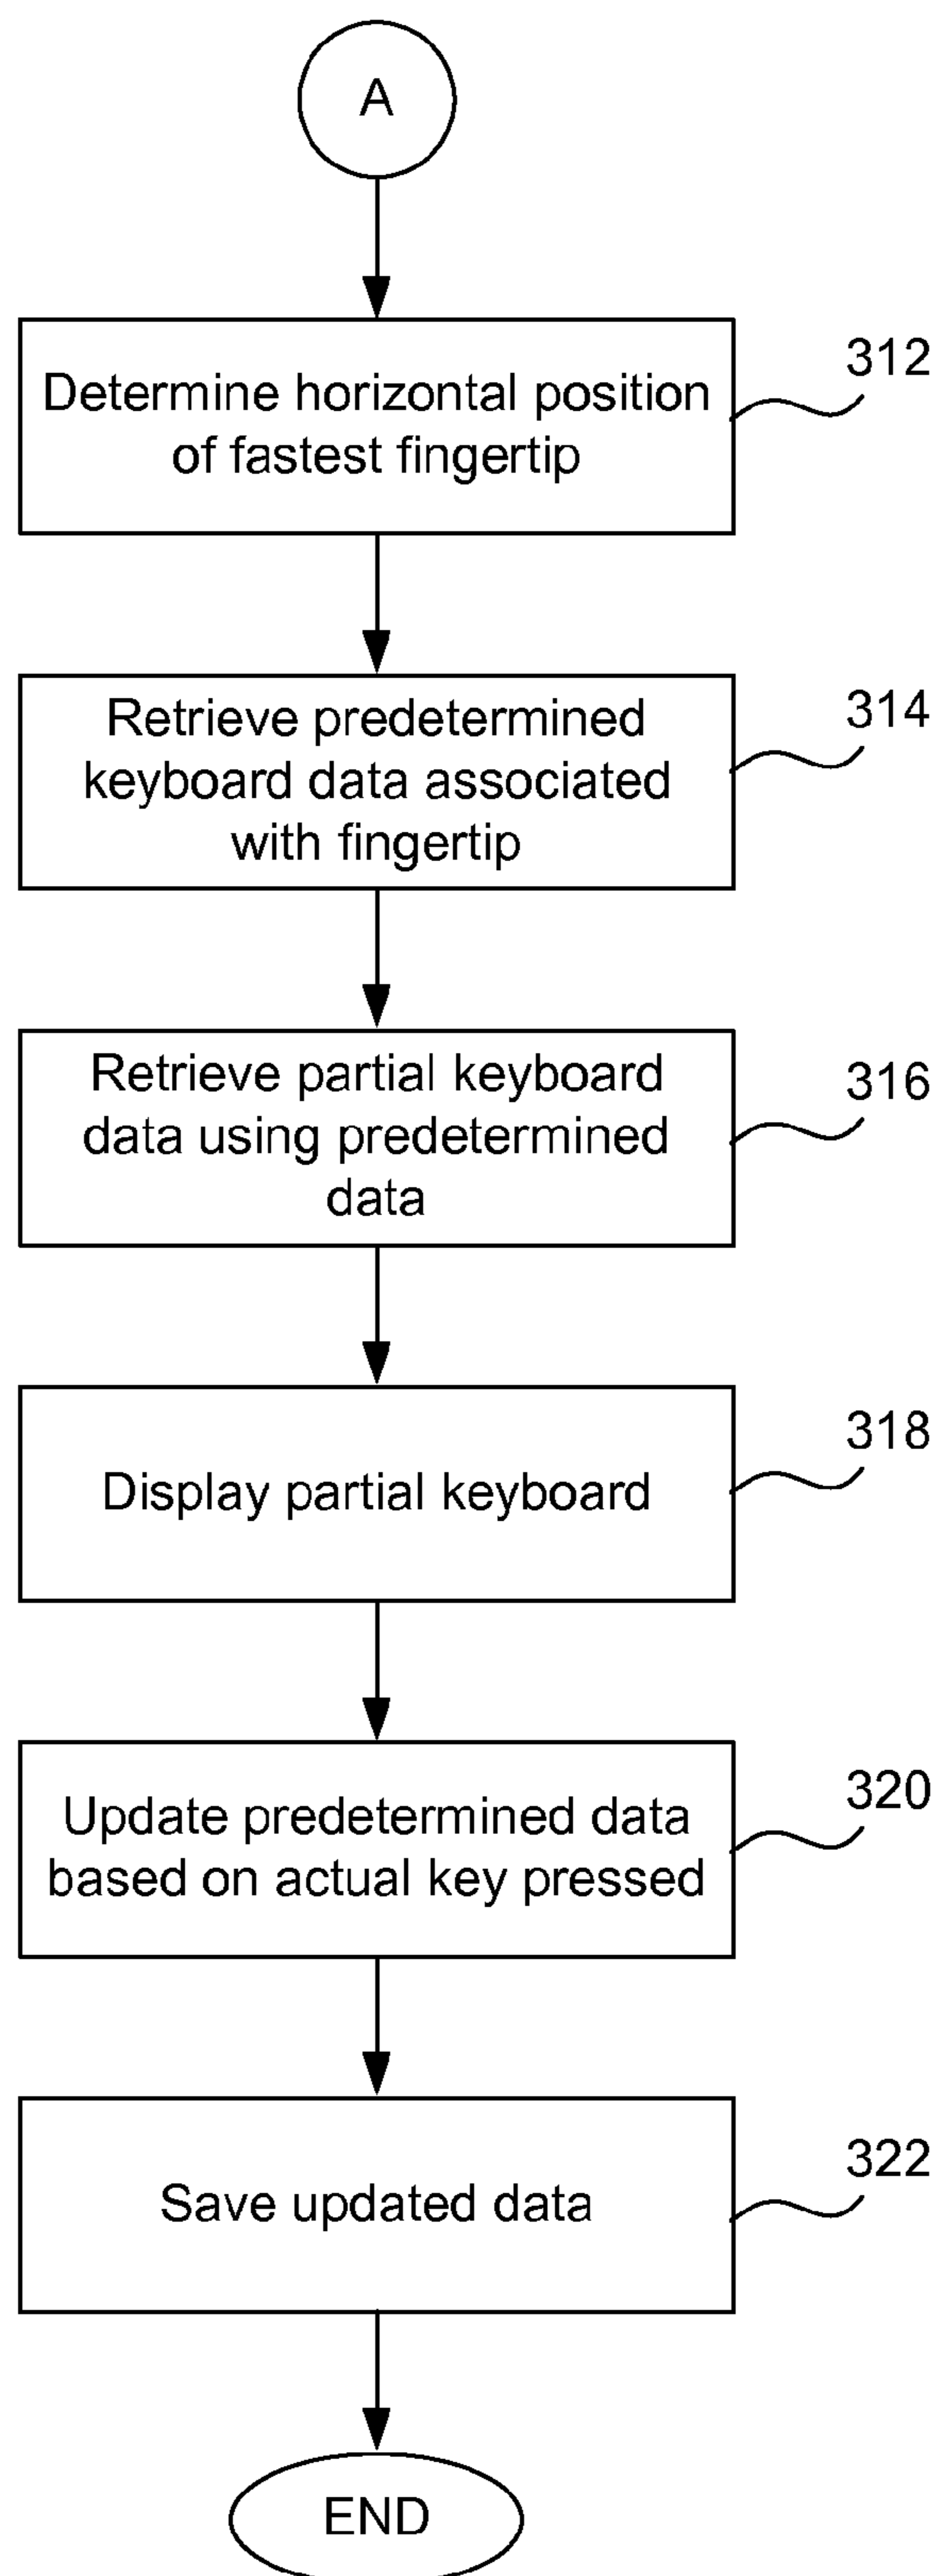 A
Determine horizontal position
of fastest fingertip
312
Retrieve predetermined
keyboard data associated
with fingertip
314
Retrieve partial keyboard
data using predetermined
data
316
Display partial keyboard
318
Update predetermined data
based on actual key pressed
320
Save updated data
322
END